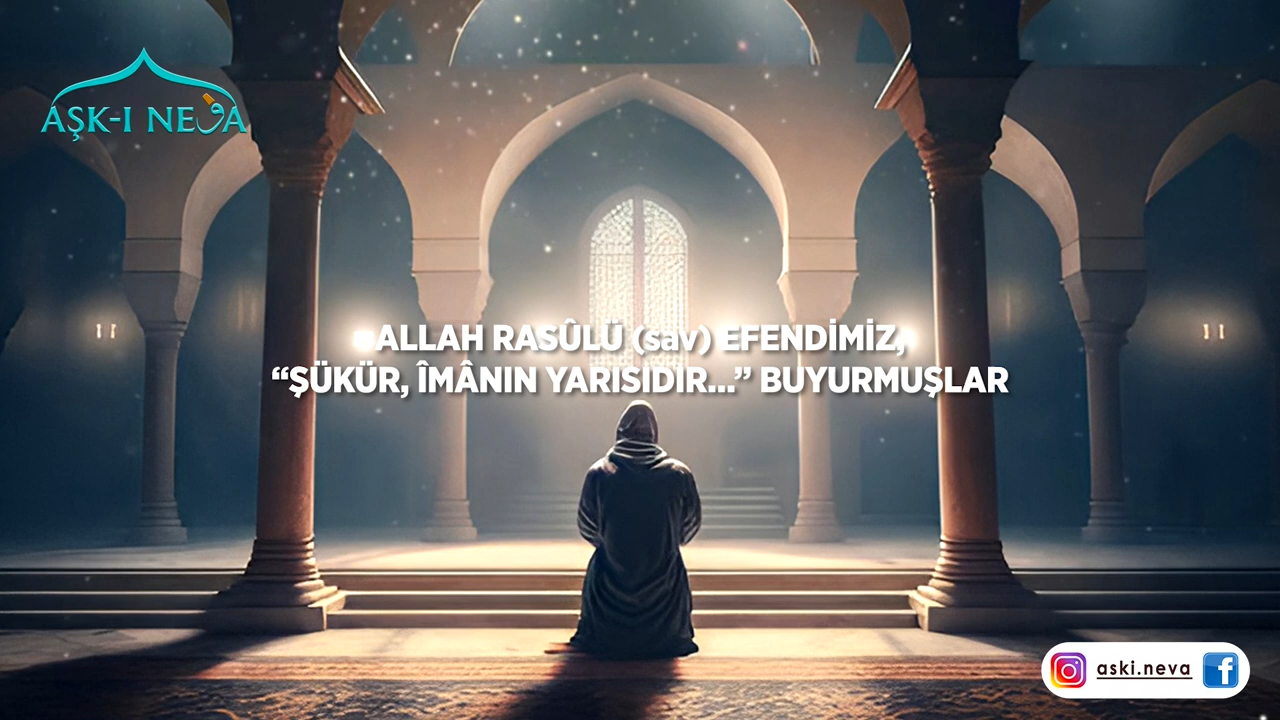 AŞK-I NEVA
ALLAH RASÛLÜ (sav) EFENDİMİZ,
“ŞÜKÜR, ÎMÂNIN YARISIDIR...” BUYURMUŞLAR
aski.neva